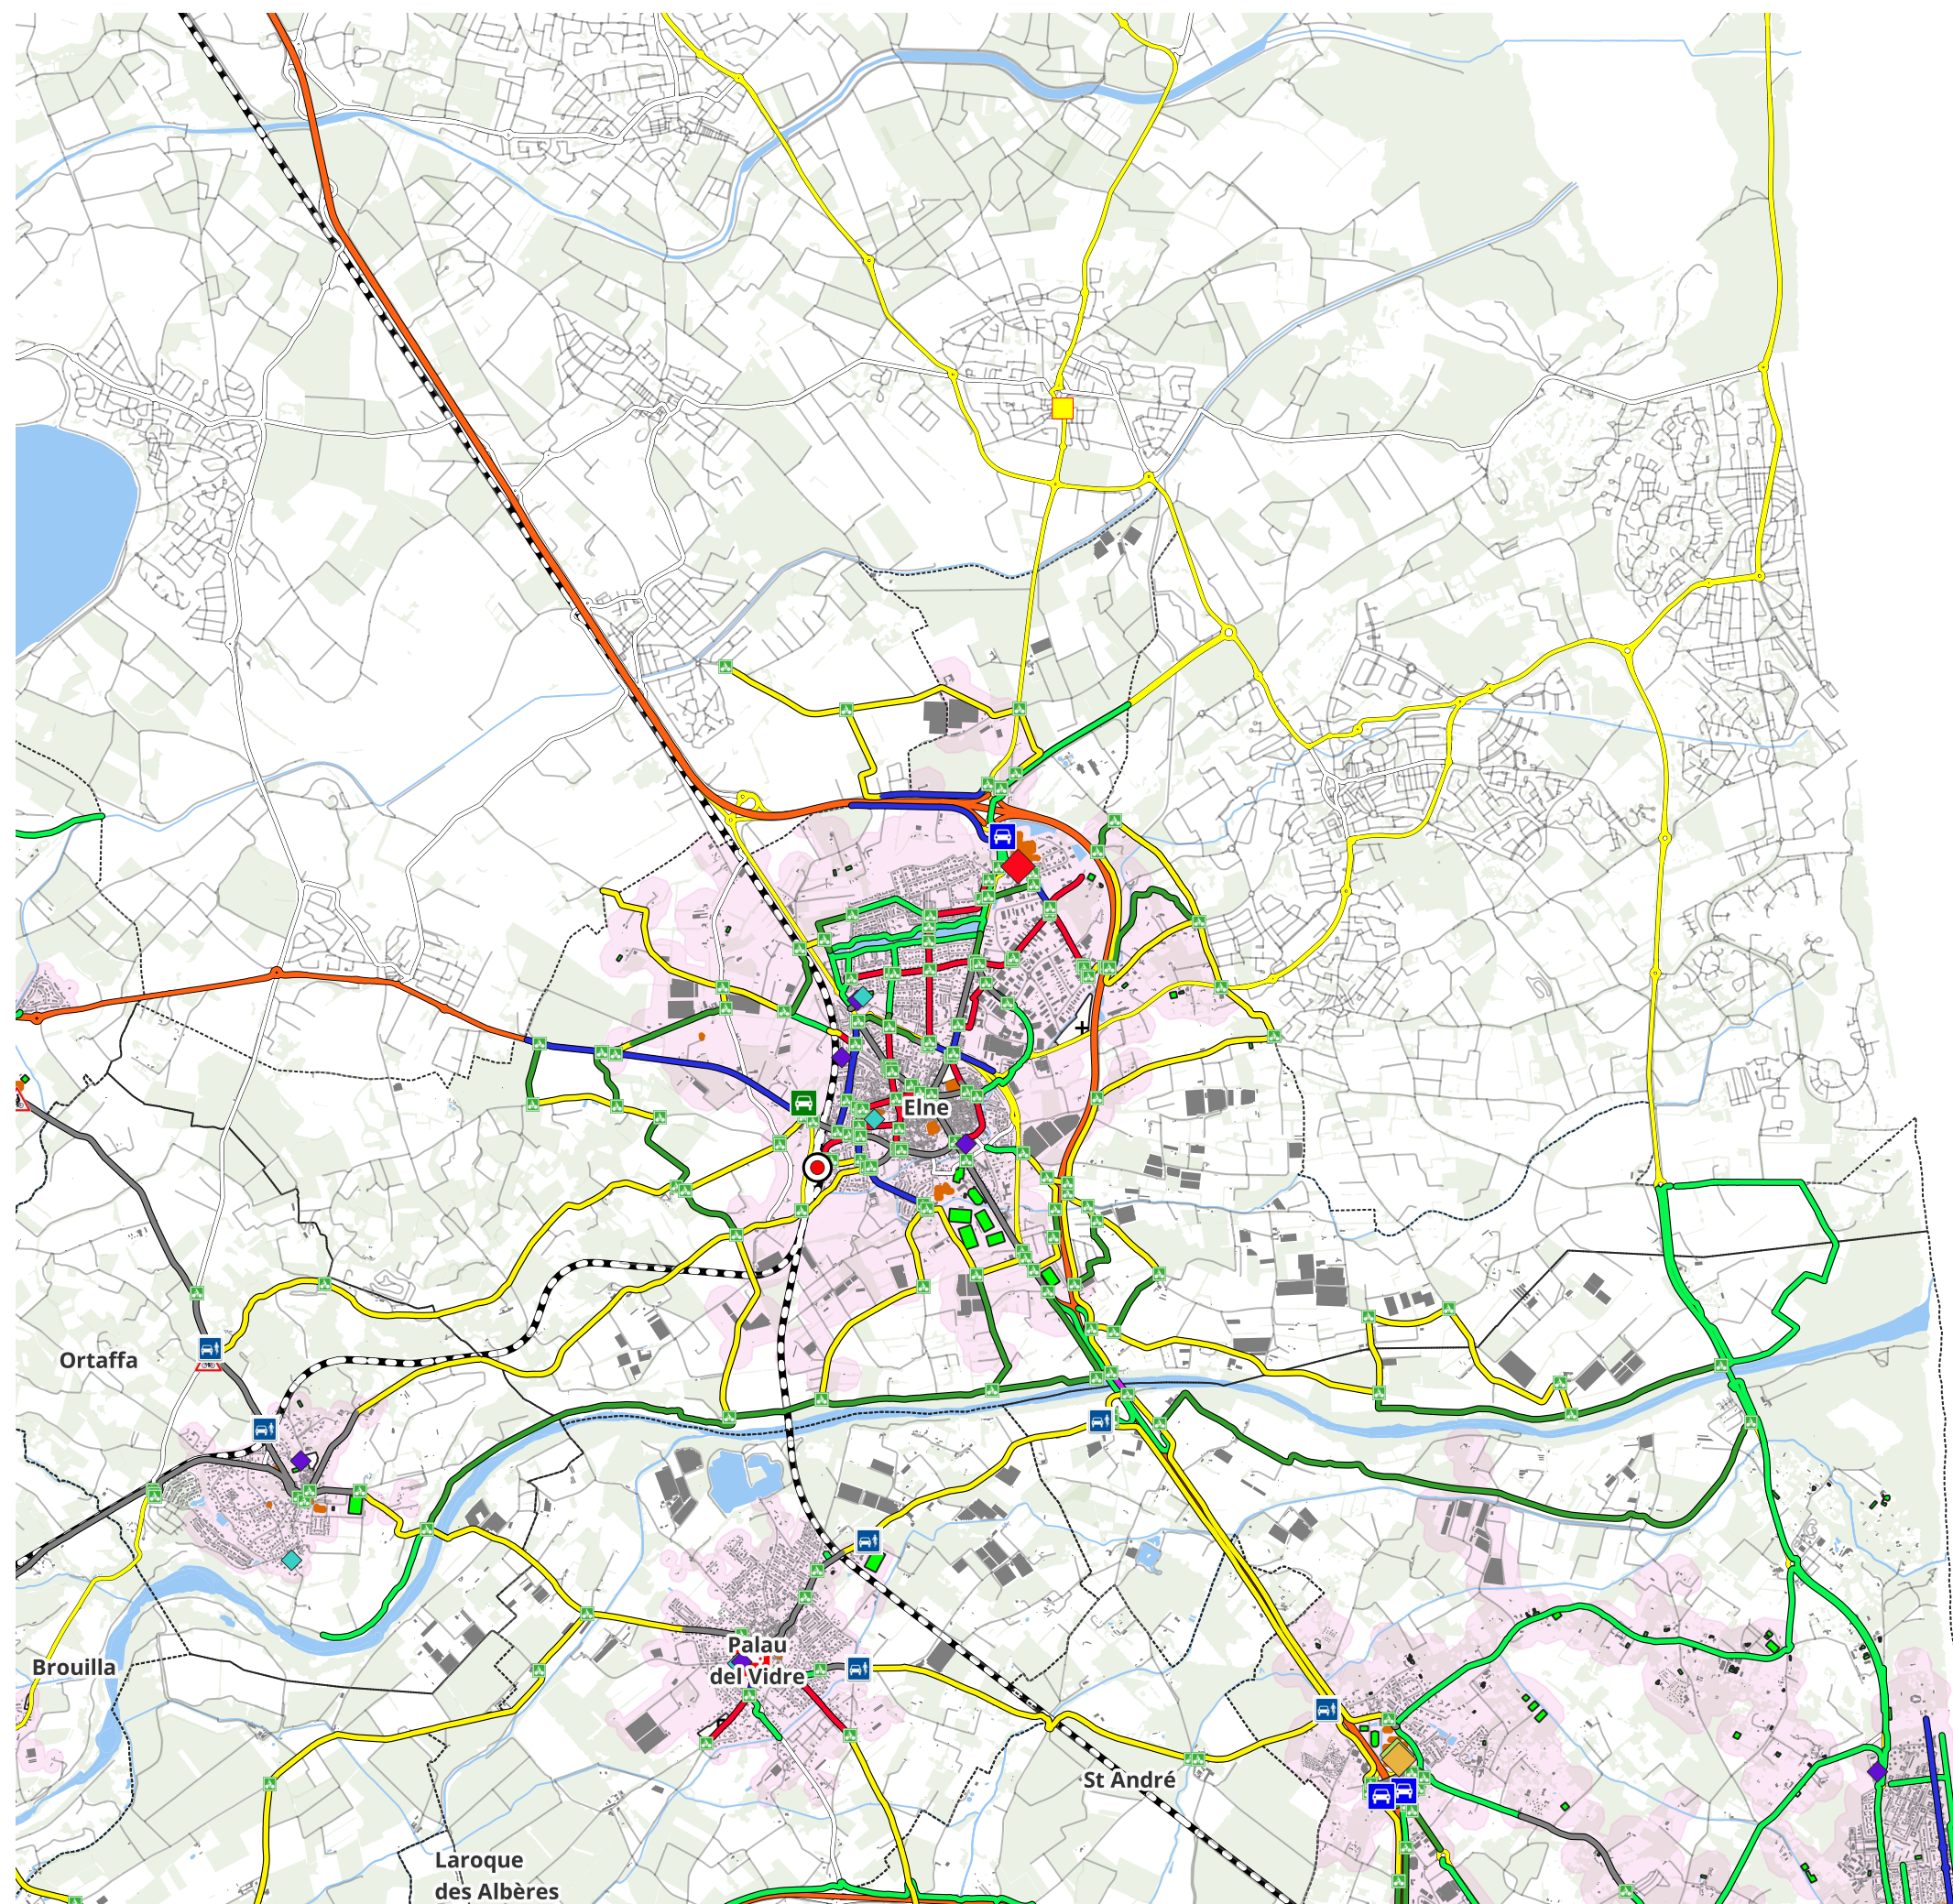 Elne
Ortaffa
Brouilla
Palau
del Vidre
St André
Laroque
des Albères